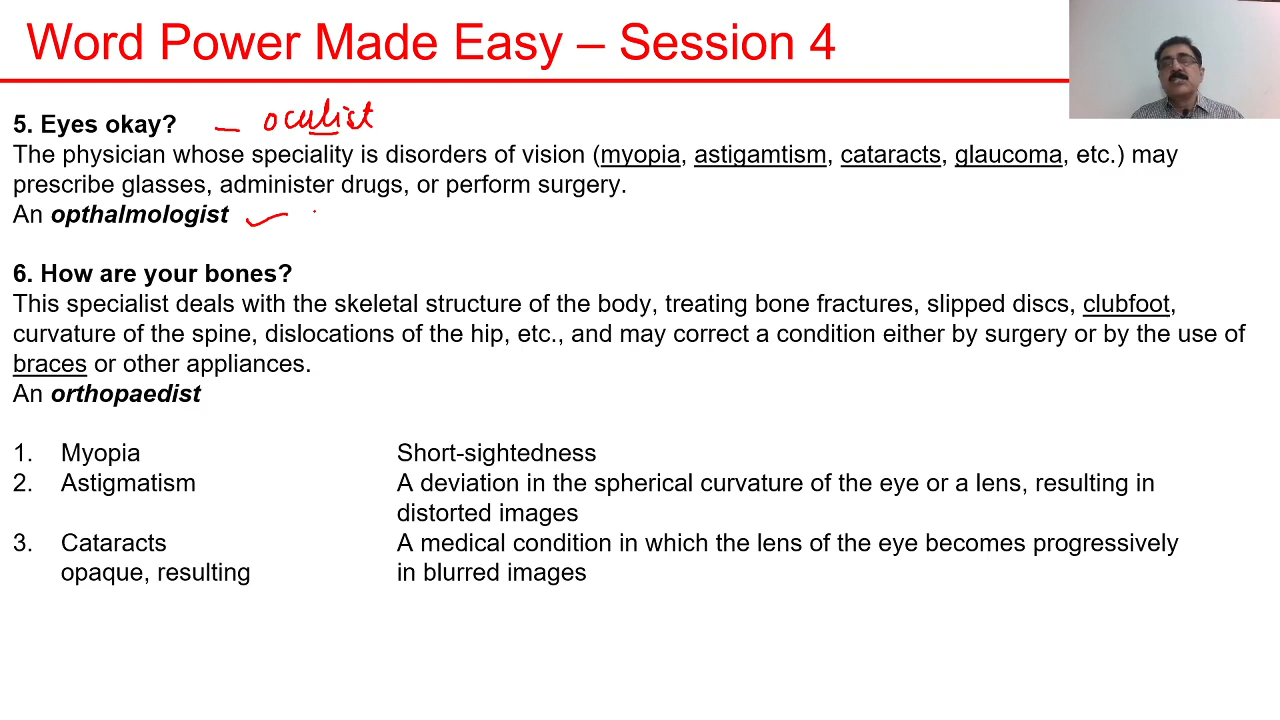 Word Power Made Easy – Session 4
5. Eyes okay? – oculist
The physician whose speciality is disorders of vision (myopia, astigamtism, cataracts, glaucoma, etc.) may
prescribe glasses, administer drugs, or perform surgery.
An opthalmologist
6. How are your bones?
This specialist deals with the skeletal structure of the body, treating bone fractures, slipped discs, clubfoot,
curvature of the spine, dislocations of the hip, etc., and may correct a condition either by surgery or by the use of
braces or other appliances.
An orthopaedist
1. Myopia Short-sightedness
2. Astigmatism A deviation in the spherical curvature of the eye or a lens, resulting in
distorted images
3. Cataracts A medical condition in which the lens of the eye becomes progressively
opaque, resulting in blurred images